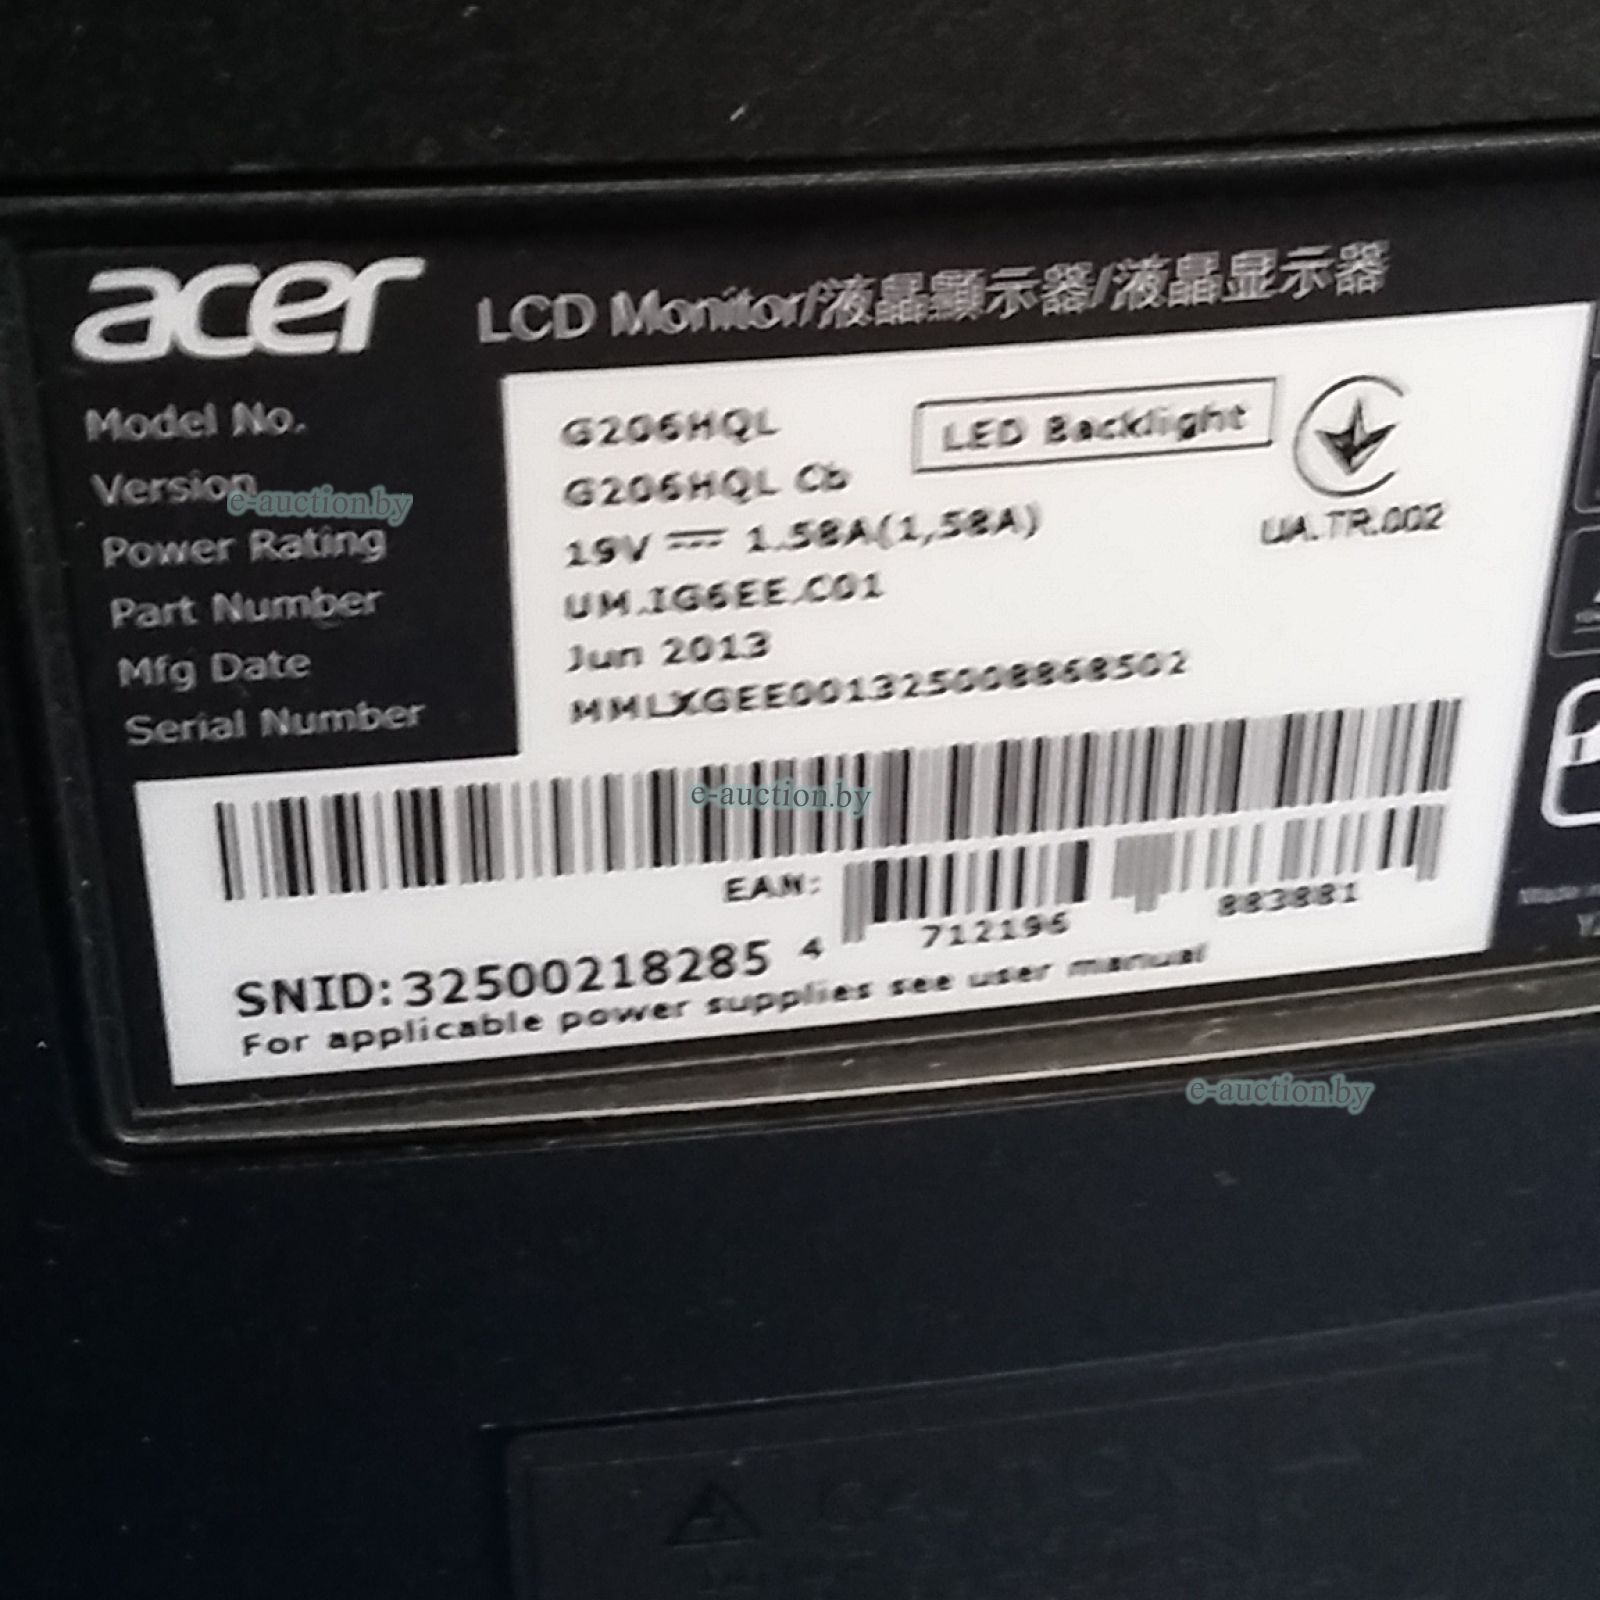 acer LCD Monitor/液晶顯示器/液晶显示器
Model No. G206HQL LED Backlight
Version G206HQL Cb
Power Rating 19V 1.58A(1,58A) UA.TR.002
Part Number UM.IG6EE.C01
Mfg Date Jun 2013
Serial Number MMLXGEE001325008868502
EAN: 4 712196 883881
SNID:32500218285
For applicable power supplies see user manual
e-auction.by
e-auction.by
e-auction.by